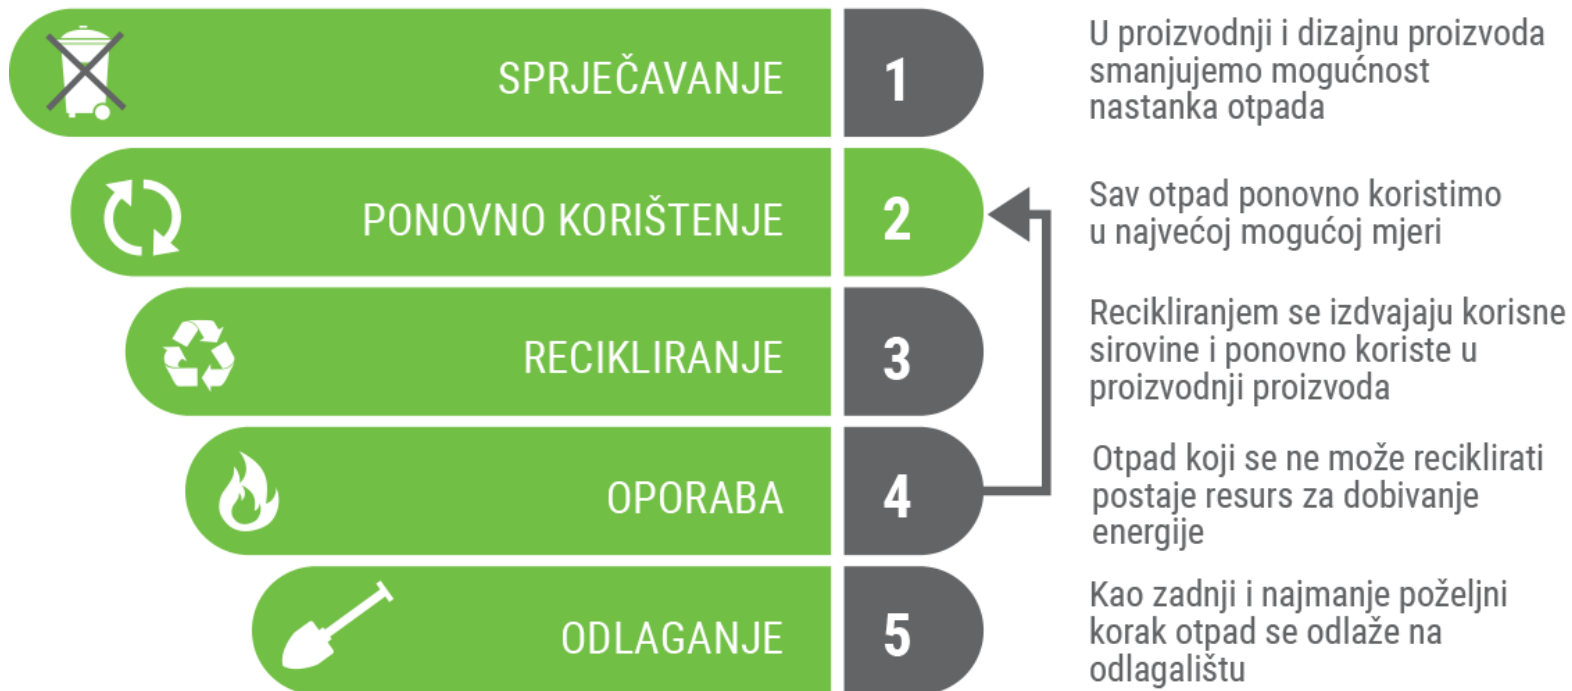 SPRJEČAVANJE
1
U proizvodnji i dizajnu proizvoda
smanjujemo mogućnost
nastanka otpada
PONOVNO KORIŠTENJE
2
Sav otpad ponovno koristimo
u najvećoj mogućoj mjeri
RECIKLIRANJE
3
Recikliranjem se izdvajaju korisne
sirovine i ponovno koriste u
proizvodnji proizvoda
OPORABA
4
Otpad koji se ne može reciklirati
postaje resurs za dobivanje
energije
ODLAGANJE
5
Kao zadnji i najmanje poželjni
korak otpad se odlaže na
odlagalištu